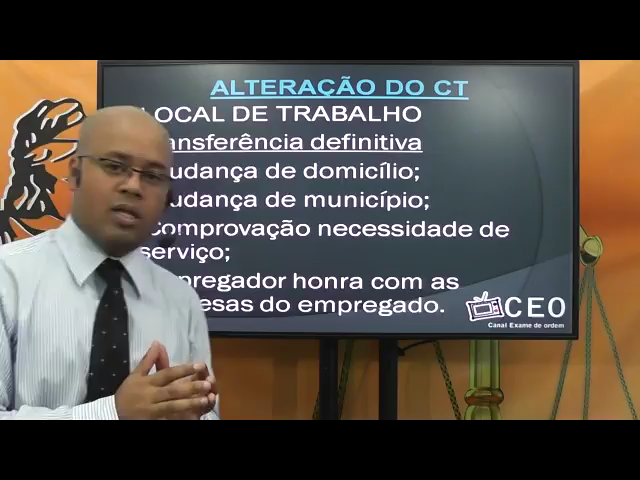 ALTERAÇÃO DO CT
LOCAL DE TRABALHO
ansferência definitiva
udança de domicílio;
udança de município;
comprovação necessidade de
serviço;
pregador honra com as
esas do empregado.
CEO
Canal Exame de ordem